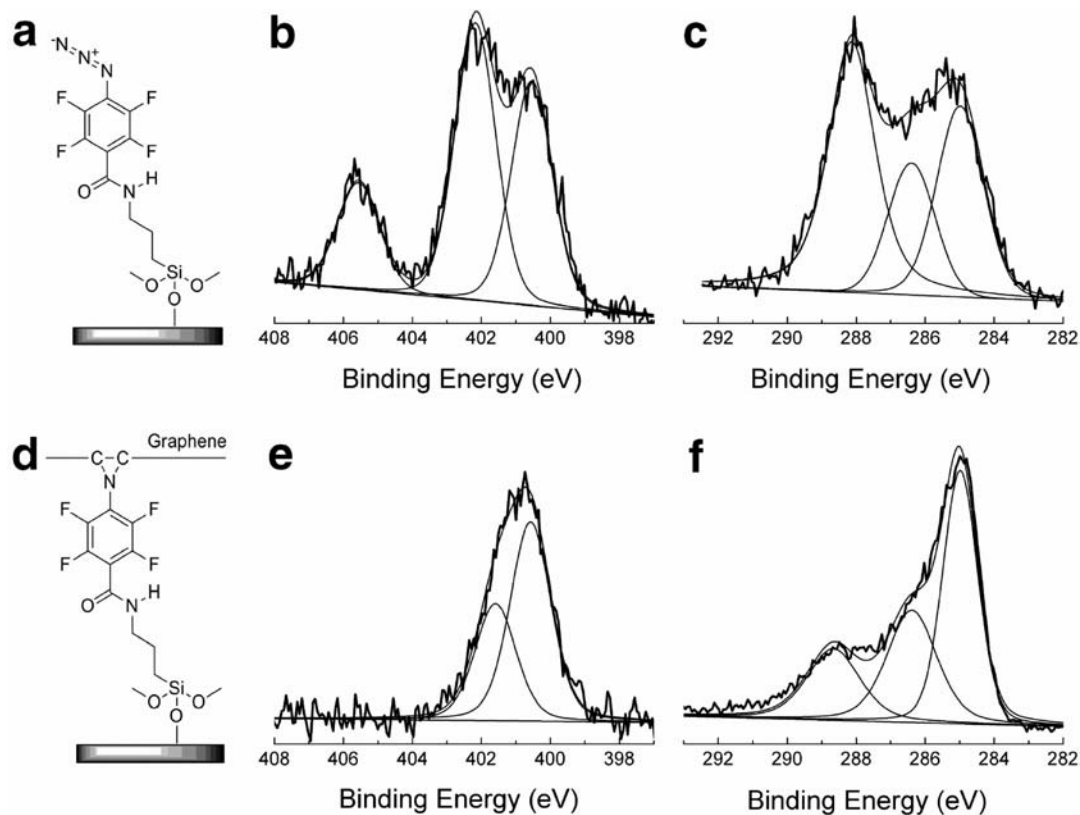 a
-N
N+
N
F
F
F
F
O
N-H
Si
O
O
O
b
408 406 404 402 400 398
Binding Energy (eV)
c
292 290 288 286 284 282
Binding Energy (eV)
d
Graphene
C C
N
F
F
F
F
O
N-H
Si
O
O
O
e
408 406 404 402 400 398
Binding Energy (eV)
f
292 290 288 286 284 282
Binding Energy (eV)